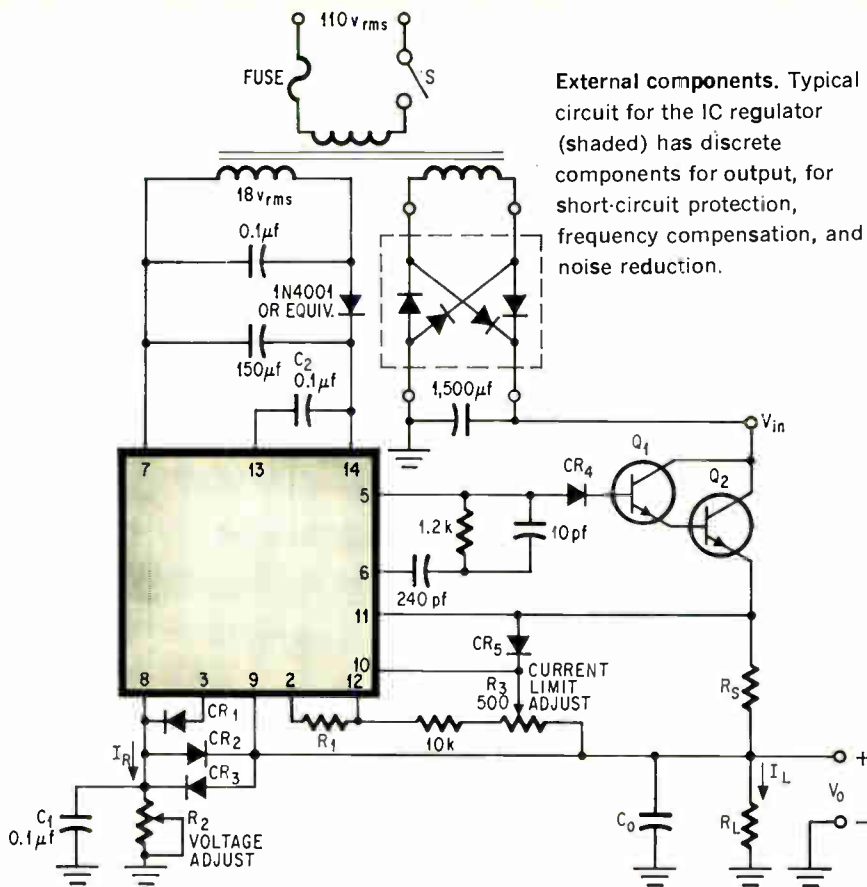 110 Vrms
FUSE
S
External components. Typical
circuit for the IC regulator
(shaded) has discrete
components for output, for
short-circuit protection,
frequency compensation, and
noise reduction.
18 Vrms
0.1µf
1N4001
OR EQUIV.
150µf
C2
0.1µf
1,500µf
Vin
7
13
14
Q1
Q2
5
CR4
1.2k
10 pf
6
240 pf
11
CR5
10
CURRENT
LIMIT
ADJUST
R3
500
RS
8
3
9
2
12
CR1
R1
10k
IR
CR2
CR3
IL
+
C1
0.1µf
R2
VOLTAGE
ADJUST
Co
RL
Vo
−